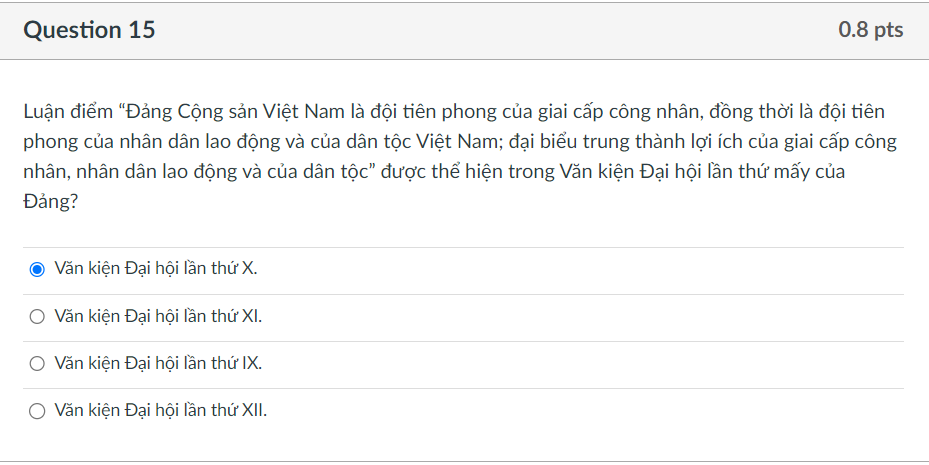 Question 15
0.8 pts
Luận điểm “Đảng Cộng sản Việt Nam là đội tiên phong của giai cấp công nhân, đồng thời là đội tiên
phong của nhân dân lao động và của dân tộc Việt Nam; đại biểu trung thành lợi ích của giai cấp công
nhân, nhân dân lao động và của dân tộc” được thể hiện trong Văn kiện Đại hội lần thứ mấy của
Đảng?
Văn kiện Đại hội lần thứ X.
Văn kiện Đại hội lần thứ XI.
Văn kiện Đại hội lần thứ IX.
Văn kiện Đại hội lần thứ XII.